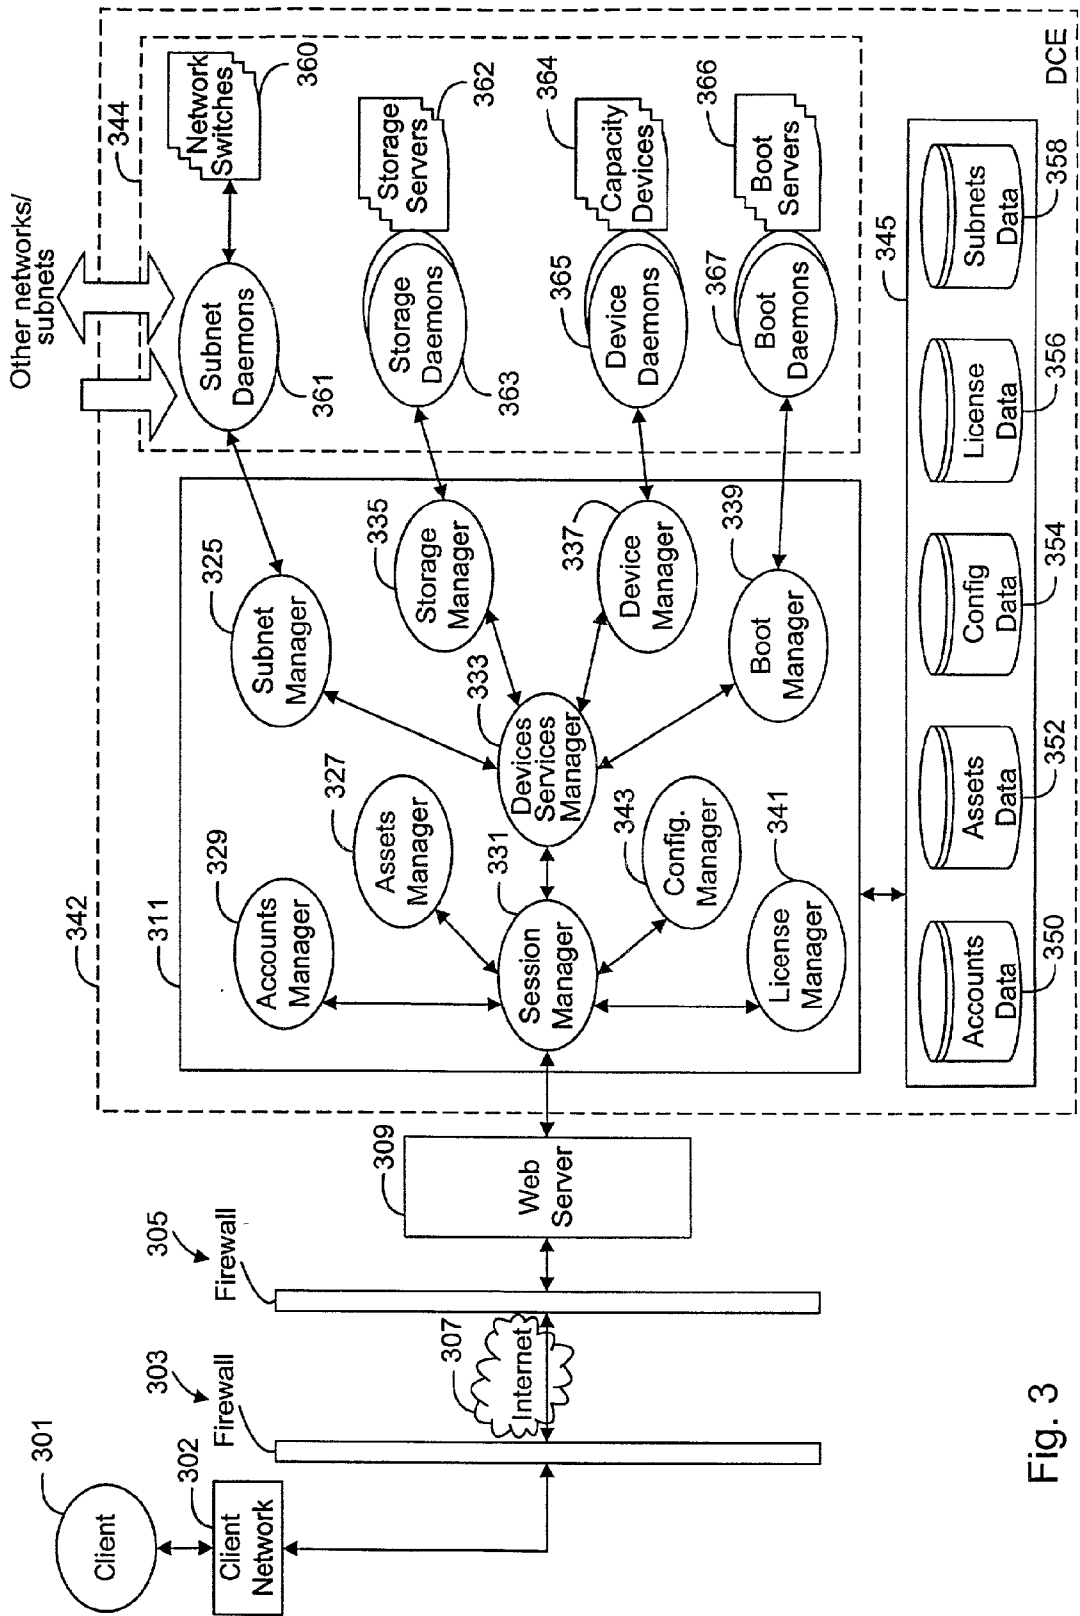 Other networks/
subnets
344
342
DCE
311
Client
301
302
Client
Network
303
Firewall
307
Internet
305
Firewall
309
Web
Server
329
Accounts
Manager
327
Assets
Manager
331
Session
Manager
343
Config.
Manager
341
License
Manager
325
Subnet
Manager
333
Devices
Services
Manager
335
Storage
Manager
337
Device
Manager
339
Boot
Manager
Subnet
Daemons
361
Network
Switches
360
Storage
Daemons
363
Storage
Servers
362
365
Device
Daemons
364
Capacity
Devices
367
Boot
Daemons
366
Boot
Servers
345
Accounts
Data
350
Assets
Data
352
Config
Data
354
License
Data
356
Subnets
Data
358
Fig. 3